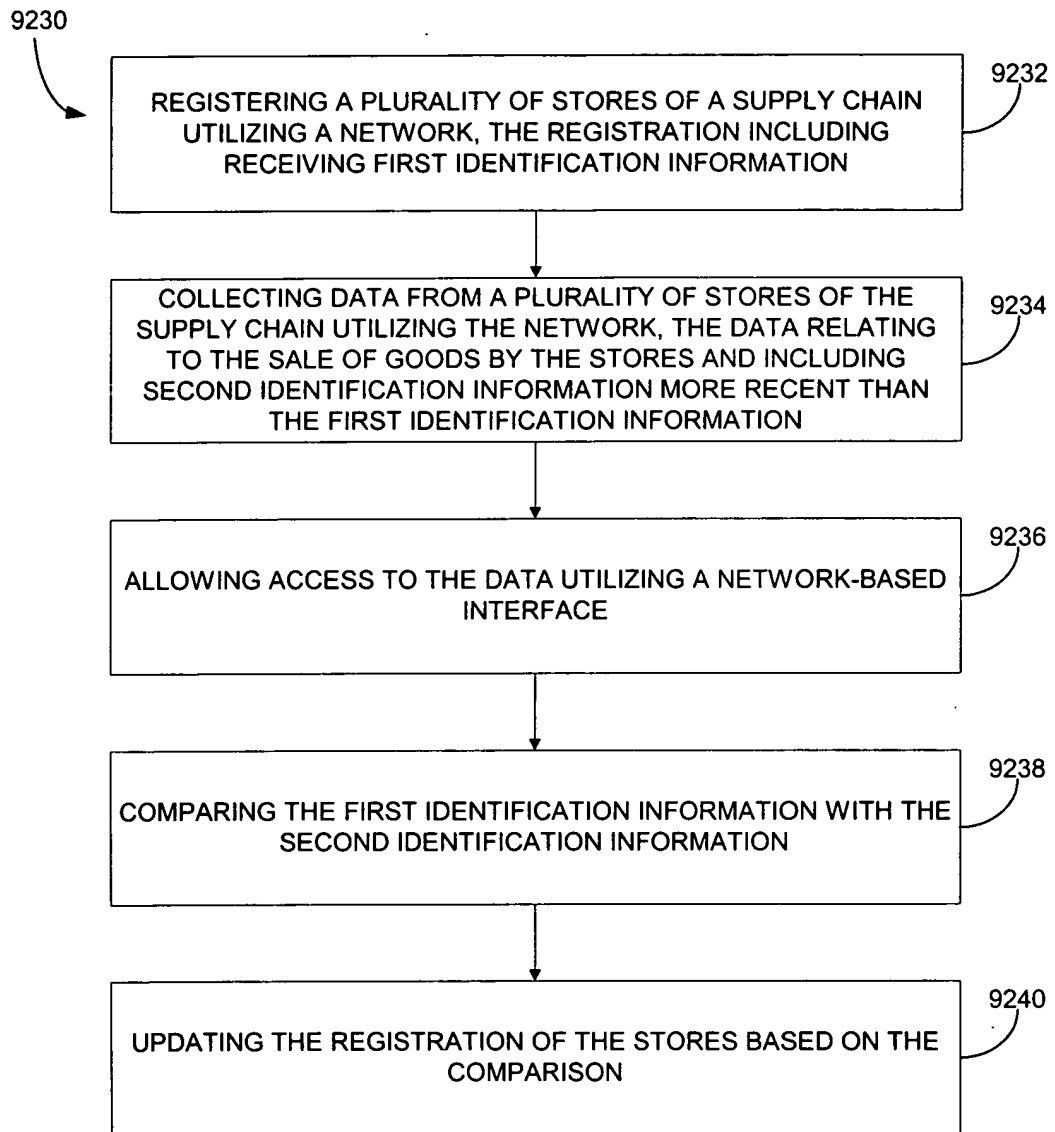 9230
9232
REGISTERING A PLURALITY OF STORES OF A SUPPLY CHAIN
UTILIZING A NETWORK, THE REGISTRATION INCLUDING
RECEIVING FIRST IDENTIFICATION INFORMATION
9234
COLLECTING DATA FROM A PLURALITY OF STORES OF THE
SUPPLY CHAIN UTILIZING THE NETWORK, THE DATA RELATING
TO THE SALE OF GOODS BY THE STORES AND INCLUDING
SECOND IDENTIFICATION INFORMATION MORE RECENT THAN
THE FIRST IDENTIFICATION INFORMATION
9236
ALLOWING ACCESS TO THE DATA UTILIZING A NETWORK-BASED
INTERFACE
9238
COMPARING THE FIRST IDENTIFICATION INFORMATION WITH THE
SECOND IDENTIFICATION INFORMATION
9240
UPDATING THE REGISTRATION OF THE STORES BASED ON THE
COMPARISON